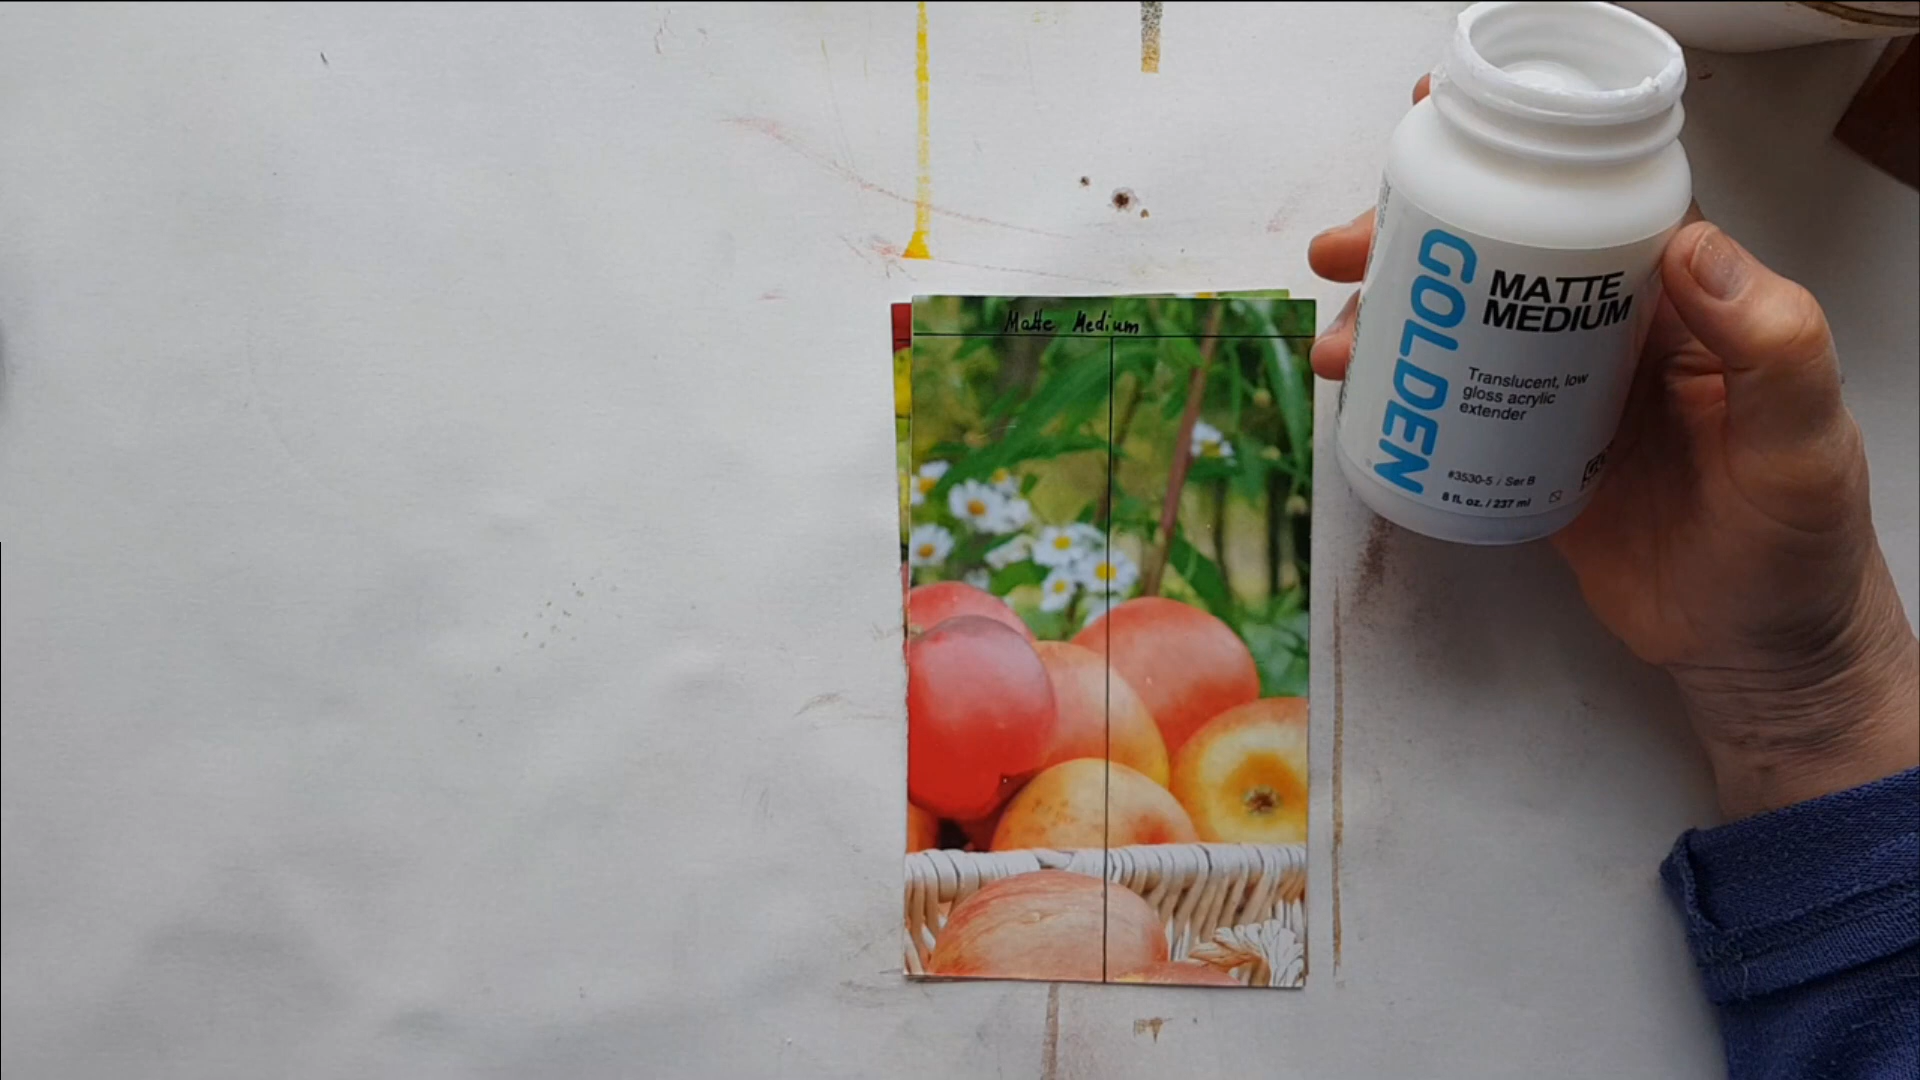 Matte Medium
GOLDEN
MATTE
MEDIUM
Translucent, low
gloss acrylic
extender
#3530-5 / Ser B
8 fl. oz. / 237 ml